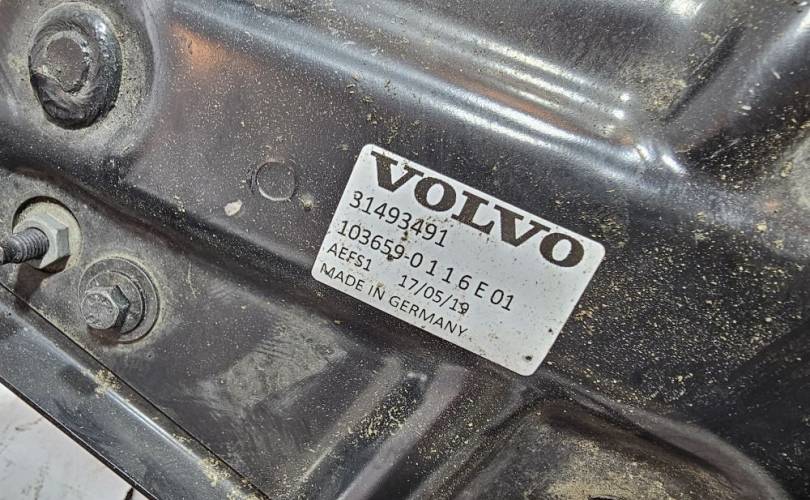 VOLVO
31493491
103659-0 1 1 6 E 01
AEFS1 17/05/19
MADE IN GERMANY